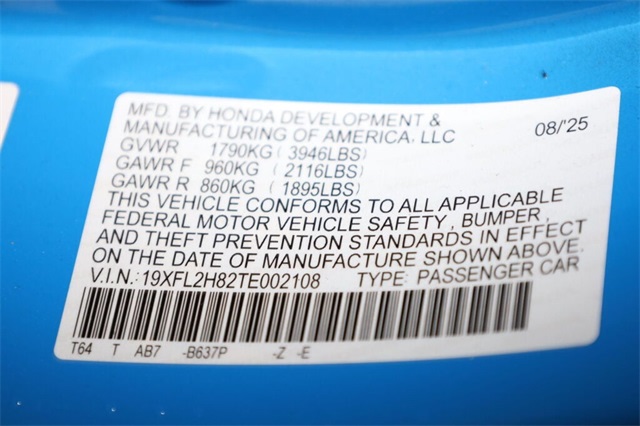 MFD. BY HONDA DEVELOPMENT &
MANUFACTURING OF AMERICA, LLC 08/'25
GVWR 1790KG (3946LBS)
GAWR F 960KG (2116LBS)
GAWR R 860KG (1895LBS)
THIS VEHICLE CONFORMS TO ALL APPLICABLE
FEDERAL MOTOR VEHICLE SAFETY, BUMPER,
AND THEFT PREVENTION STANDARDS IN EFFECT
ON THE DATE OF MANUFACTURE SHOWN ABOVE.
V.I.N.:19XFL2H82TE002108 TYPE: PASSENGER CAR
T64 T AB7 -B637P -Z -E